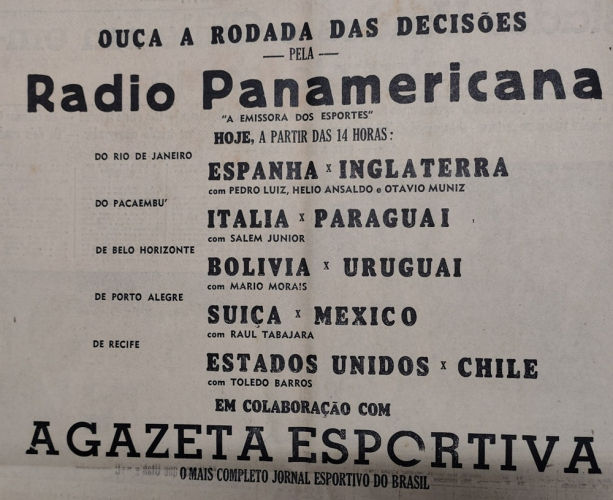 OUÇA A RODADA DAS DECISÕES
— PELA —
Radio Panamericana
"A EMISSORA DOS ESPORTES"
HOJE, A PARTIR DAS 14 HORAS:
DO RIO DE JANEIRO
ESPANHA x INGLATERRA
com PEDRO LUIZ, HELIO ANSALDO e OTAVIO MUNIZ
DO PACAEMBU'
ITALIA x PARAGUAI
com SALEM JUNIOR
DE BELO HORIZONTE
BOLIVIA x URUGUAI
com MARIO MORAIS
DE PORTO ALEGRE
SUIÇA x MEXICO
com RAUL TABAJARA
DE RECIFE
ESTADOS UNIDOS x CHILE
com TOLEDO BARROS
EM COLABORAÇÃO COM
A GAZETA ESPORTIVA
O MAIS COMPLETO JORNAL ESPORTIVO DO BRASIL